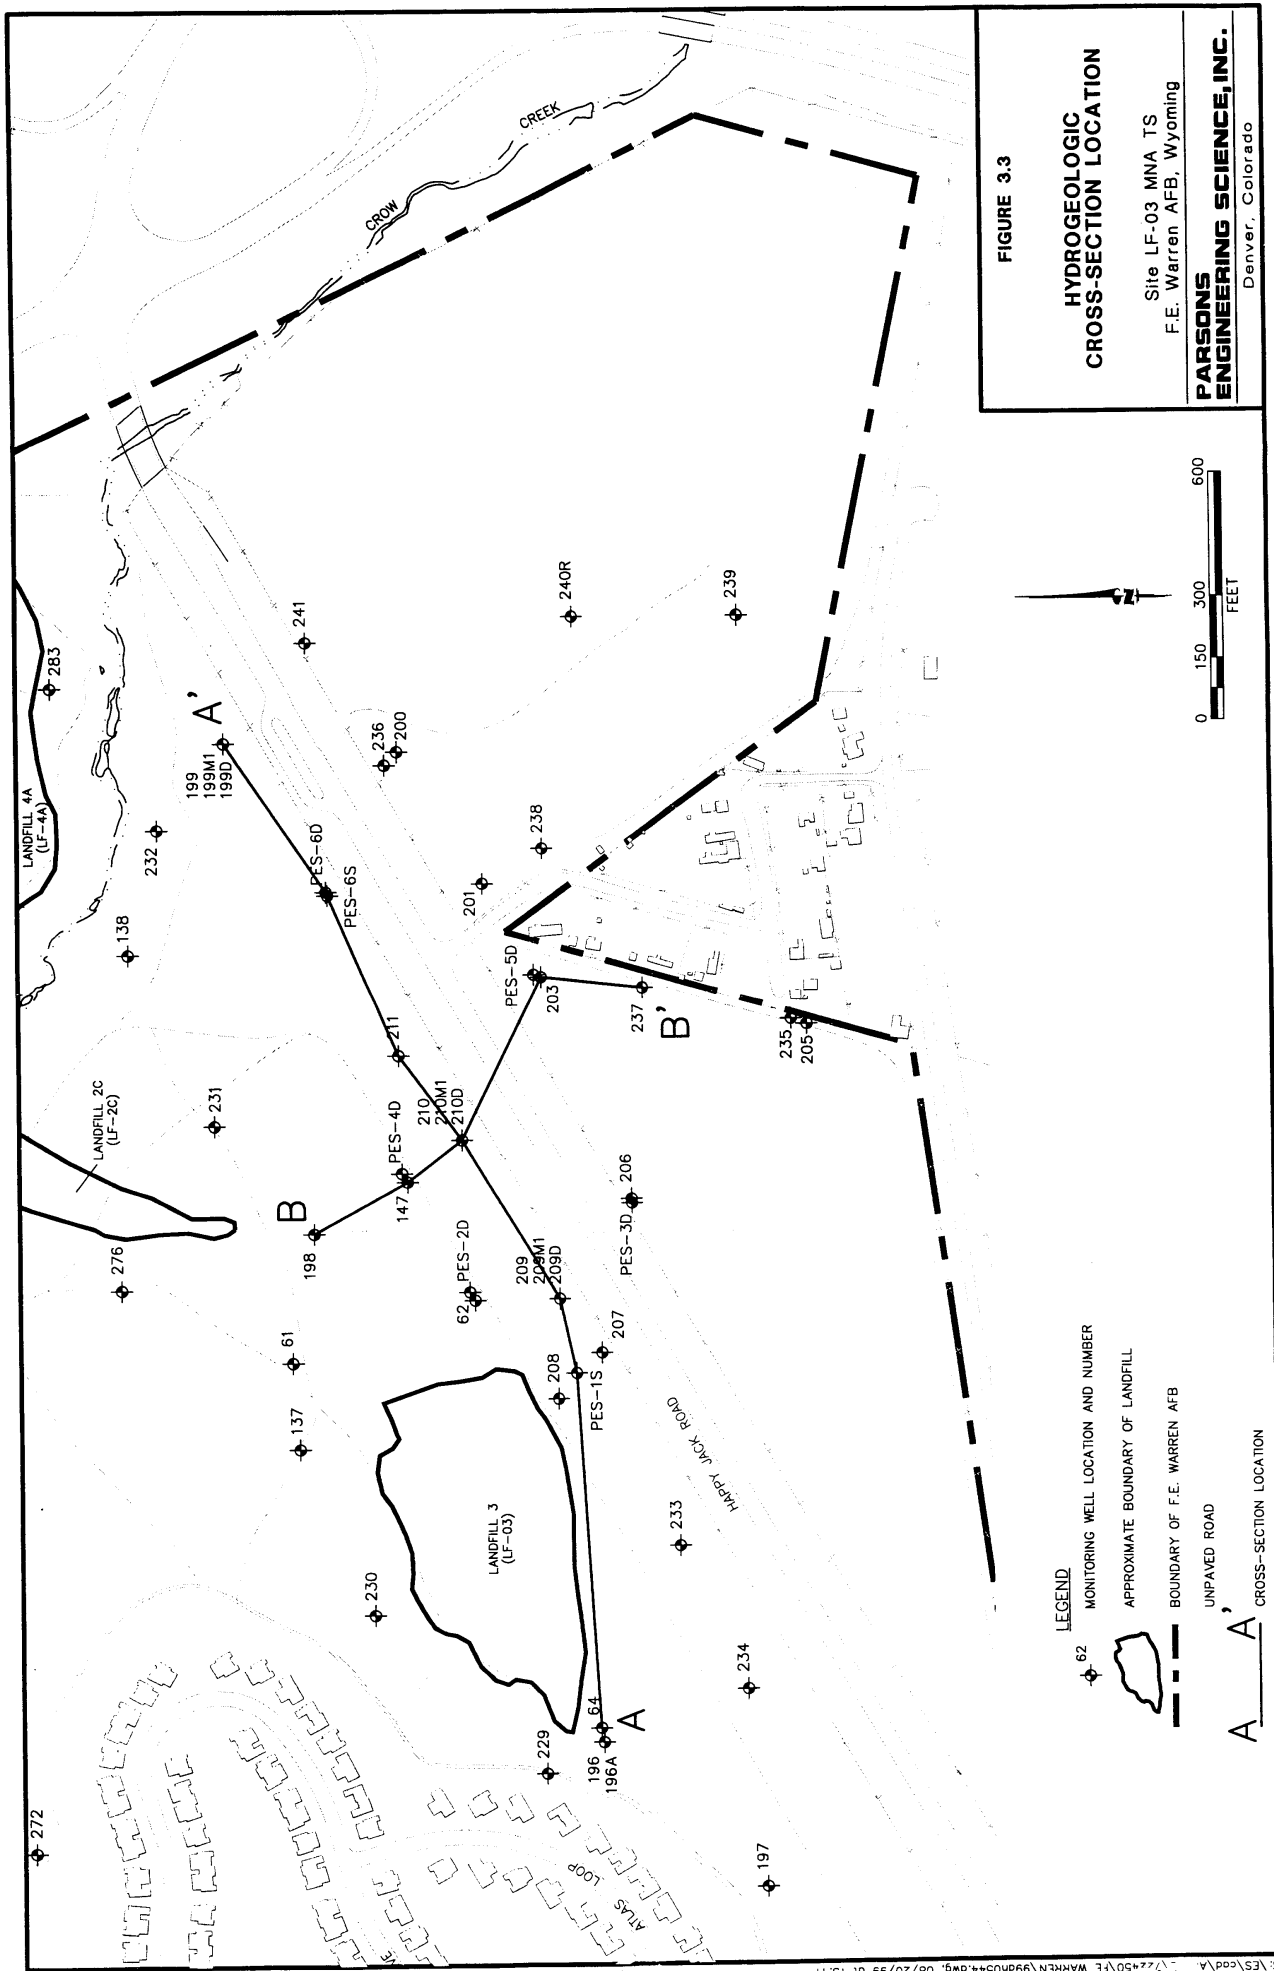 272
138
232
LANDFILL 4A
(LF-4A)
283
CROW
CREEK
276
LANDFILL 2C
(LF-2C)
231
199
199M1
199D
A'
241
137
61
198
B
PES-6D
PES-6S
230
147
PES-4D
211
236
200
LANDFILL 3
(LF-03)
62
PES-2D
210
210M1
210D
201
238
240R
229
208
209
209M1
209D
PES-5D
203
196
196A
64
A
PES-1S
207
PES-3D
206
237
B'
239
233
HAPPY JACK ROAD
234
197
235
205
ATLAS
LOOP
VE
LEGEND
62
MONITORING WELL LOCATION AND NUMBER
APPROXIMATE BOUNDARY OF LANDFILL
BOUNDARY OF F.E. WARREN AFB
UNPAVED ROAD
A A'
CROSS-SECTION LOCATION
N
0 150 300 600
FEET
FIGURE 3.3
HYDROGEOLOGIC
CROSS-SECTION LOCATION
Site LF-03 MNA TS
F.E. Warren AFB, Wyoming
PARSONS
ENGINEERING SCIENCE, INC.
Denver, Colorado